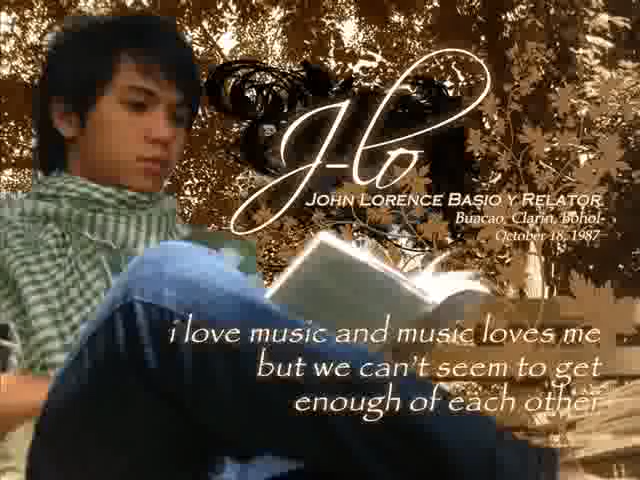 J-lo
JOHN LORENCE BASIO Y RELATOR
Buacao, Clarin, Bohol
October 18, 1987
i love music and music loves me
but we can't seem to get
enough of each other